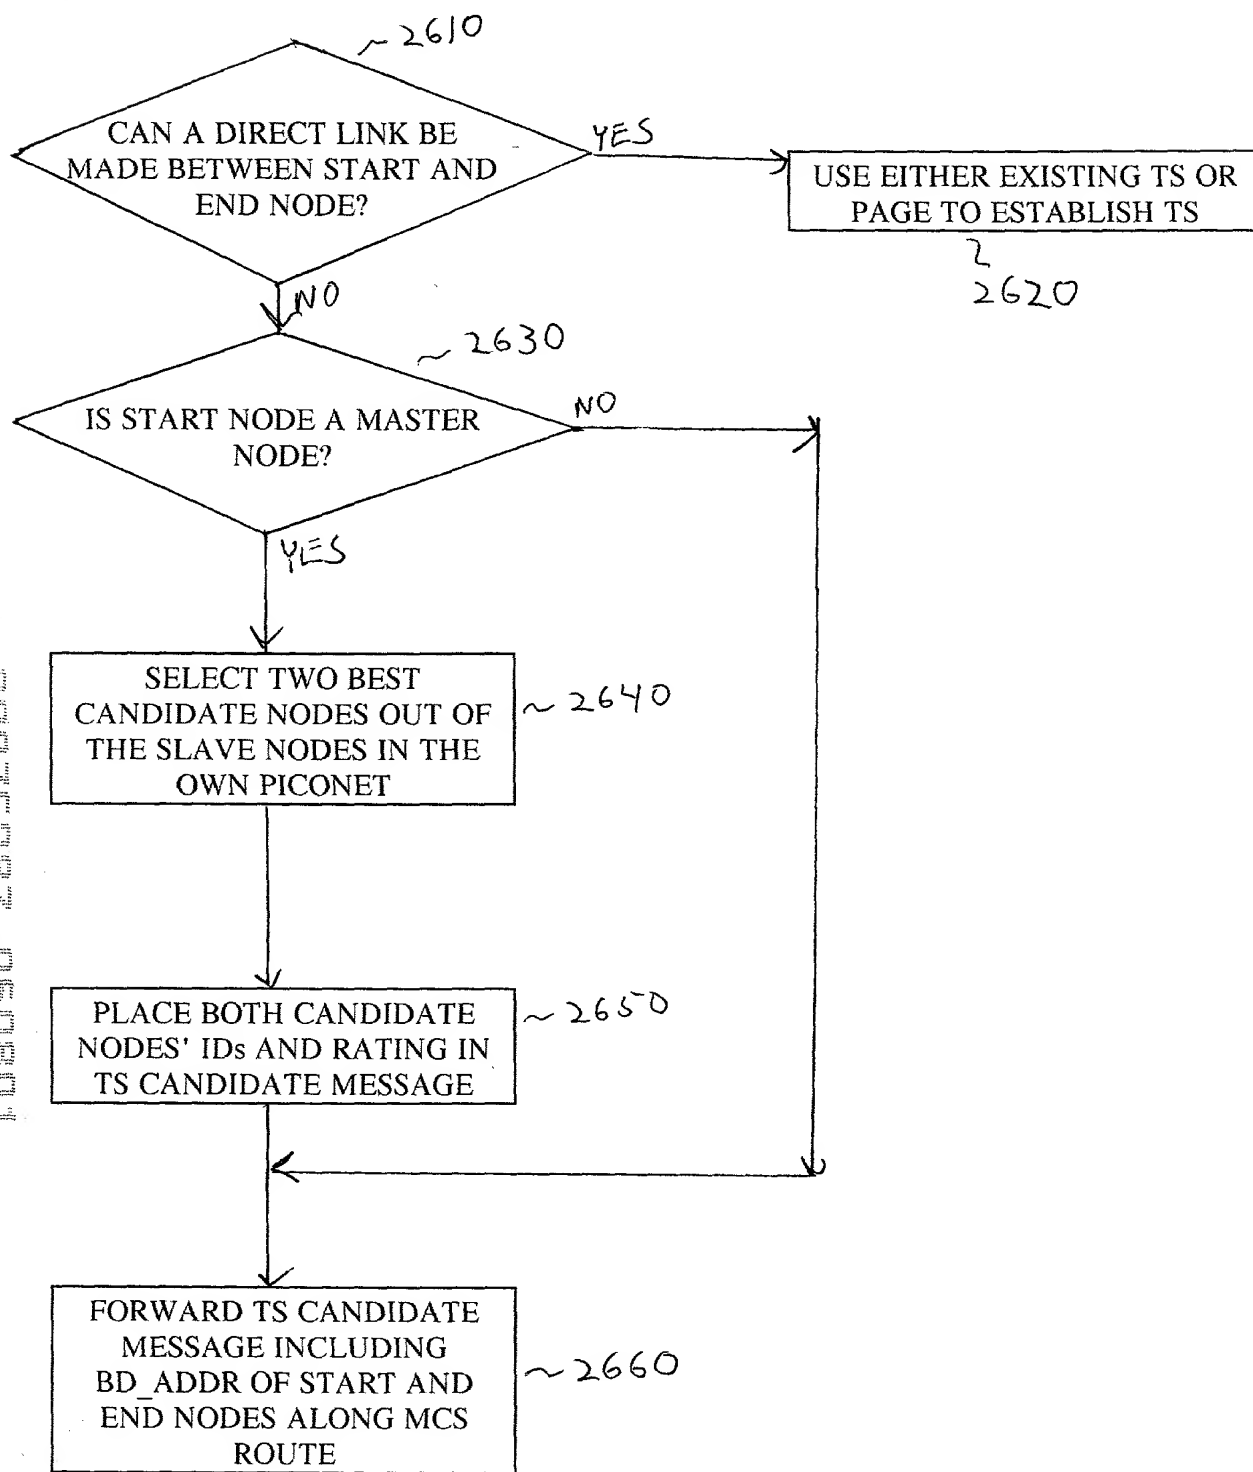 2610
CAN A DIRECT LINK BE
MADE BETWEEN START AND
END NODE?
YES
USE EITHER EXISTING TS OR
PAGE TO ESTABLISH TS
2620
NO
2630
IS START NODE A MASTER
NODE?
NO
YES
SELECT TWO BEST
CANDIDATE NODES OUT OF
THE SLAVE NODES IN THE
OWN PICONET
2640
PLACE BOTH CANDIDATE
NODES' IDs AND RATING IN
TS CANDIDATE MESSAGE
2650
FORWARD TS CANDIDATE
MESSAGE INCLUDING
BD_ADDR OF START AND
END NODES ALONG MCS
ROUTE
2660